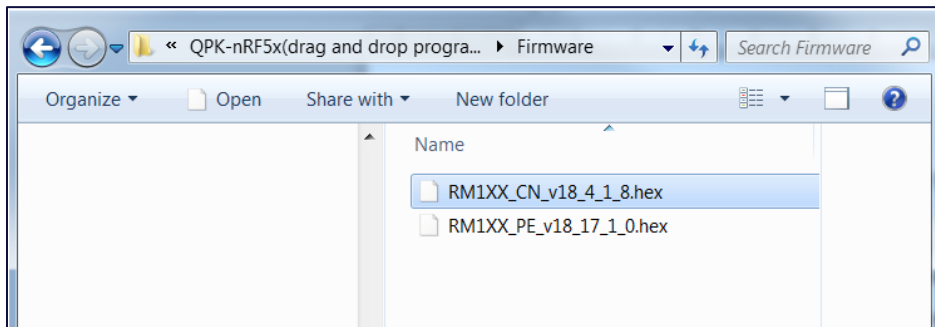 « QPK-nRF5x(drag and drop progra... Firmware Search Firmware
Organize Open Share with New folder
Name
RM1XX_CN_v18_4_1_8.hex
RM1XX_PE_v18_17_1_0.hex